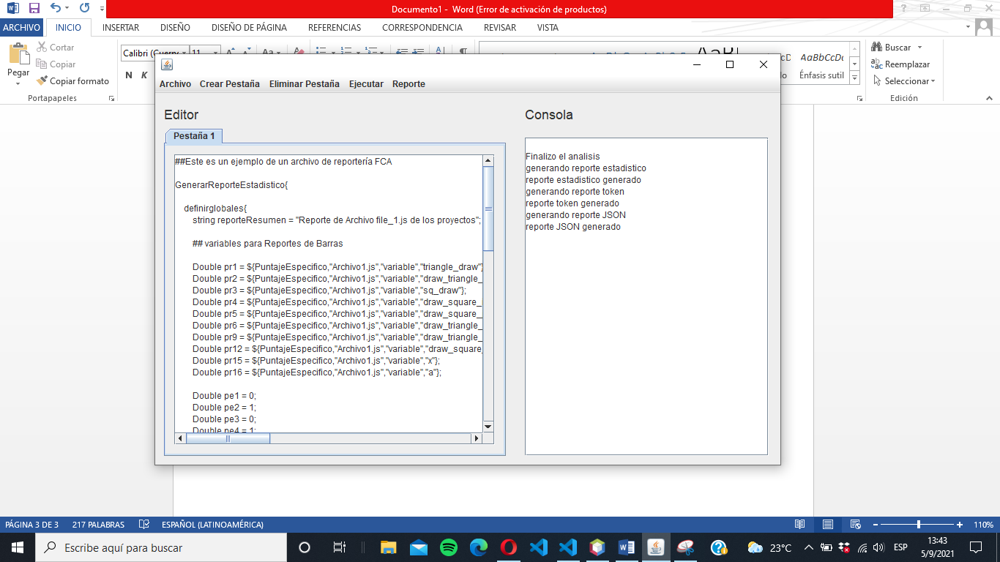 Documento1 - Word (Error de activación de productos)
ARCHIVO INICIO INSERTAR DISEÑO DISEÑO DE PÁGINA REFERENCIAS CORRESPONDENCIA REVISAR VISTA
Pegar
Cortar
Copiar
Copiar formato
Portapapeles
Calibri 11
N K
AaBbCcDc
Énfasis sutil
Buscar
Reemplazar
Seleccionar
Edición
Archivo Crear Pestaña Eliminar Pestaña Ejecutar Reporte
Editor
Pestaña 1
##Este es un ejemplo de un archivo de reportería FCA
GenerarReporteEstadistico{
definirglobales{
string reporteResumen = "Reporte de Archivo file_1.js de los proyectos";
## variables para Reportes de Barras
Double pr1 = ${PuntajeEspecifico,"Archivo1.js","variable","triangle_draw"}
Double pr2 = ${PuntajeEspecifico,"Archivo1.js","variable","draw_triangle_
Double pr3 = ${PuntajeEspecifico,"Archivo1.js","variable","sq_draw"};
Double pr4 = ${PuntajeEspecifico,"Archivo1.js","variable","draw_square_
Double pr5 = ${PuntajeEspecifico,"Archivo1.js","variable","draw_square_
Double pr6 = ${PuntajeEspecifico,"Archivo1.js","variable","draw_triangle_
Double pr9 = ${PuntajeEspecifico,"Archivo1.js","variable","draw_triangle_
Double pr12 = ${PuntajeEspecifico,"Archivo1.js","variable","draw_square_
Double pr15 = ${PuntajeEspecifico,"Archivo1.js","variable","x"};
Double pr16 = ${PuntajeEspecifico,"Archivo1.js","variable","a"};
Double pe1 = 0;
Double pe2 = 1;
Double pe3 = 0;
Double pe4 = 1;
Consola
Finalizo el analisis
generando reporte estadistico
reporte estadistico generado
generando reporte token
reporte token generado
generando reporte JSON
reporte JSON generado
PÁGINA 3 DE 3 217 PALABRAS ESPAÑOL (LATINOAMÉRICA) 110%
Escribe aquí para buscar
23°C
ESP
13:43
5/9/2021